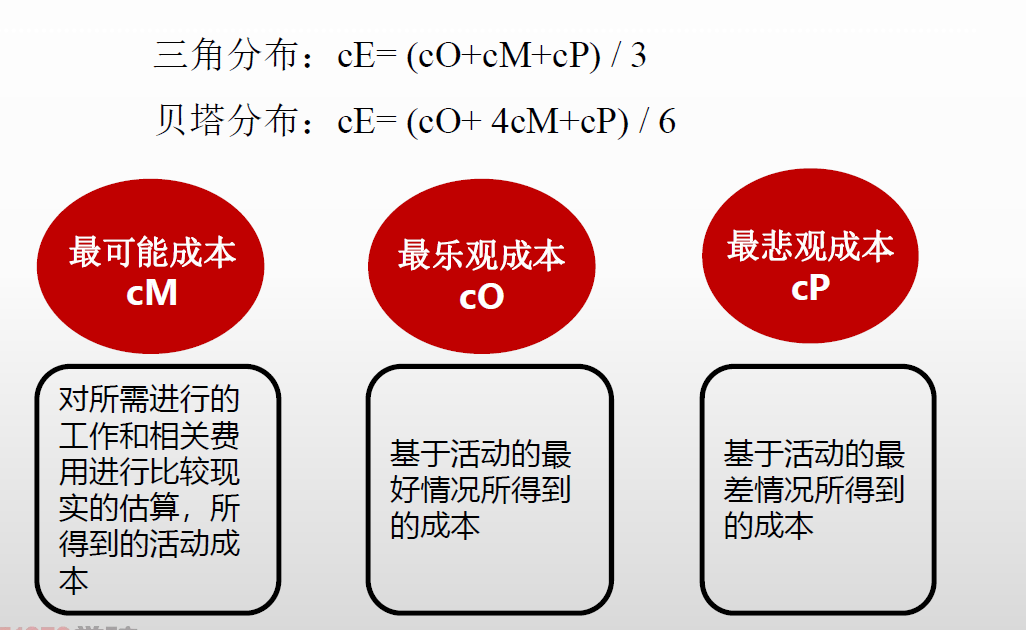 三角分布：cE= (cO+cM+cP) / 3
贝塔分布：cE= (cO+ 4cM+cP) / 6
最可能成本
cM
最乐观成本
cO
最悲观成本
cP
对所需进行的
工作和相关费
用进行比较现
实的估算，所
得到的活动成
本
基于活动的最
好情况所得到
的成本
基于活动的最
差情况所得到
的成本